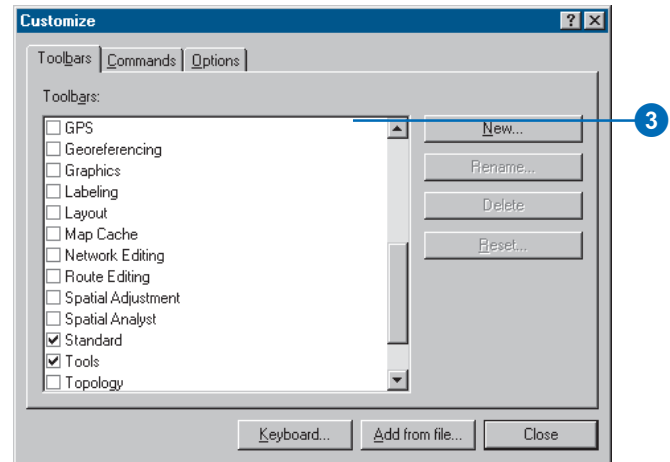 Customize
Toolbars Commands Options
Toolbars:
GPS
Georeferencing
Graphics
Labeling
Layout
Map Cache
Network Editing
Route Editing
Spatial Adjustment
Spatial Analyst
Standard
Tools
Topology
New...
Rename...
Delete
Reset...
3
Keyboard... Add from file... Close